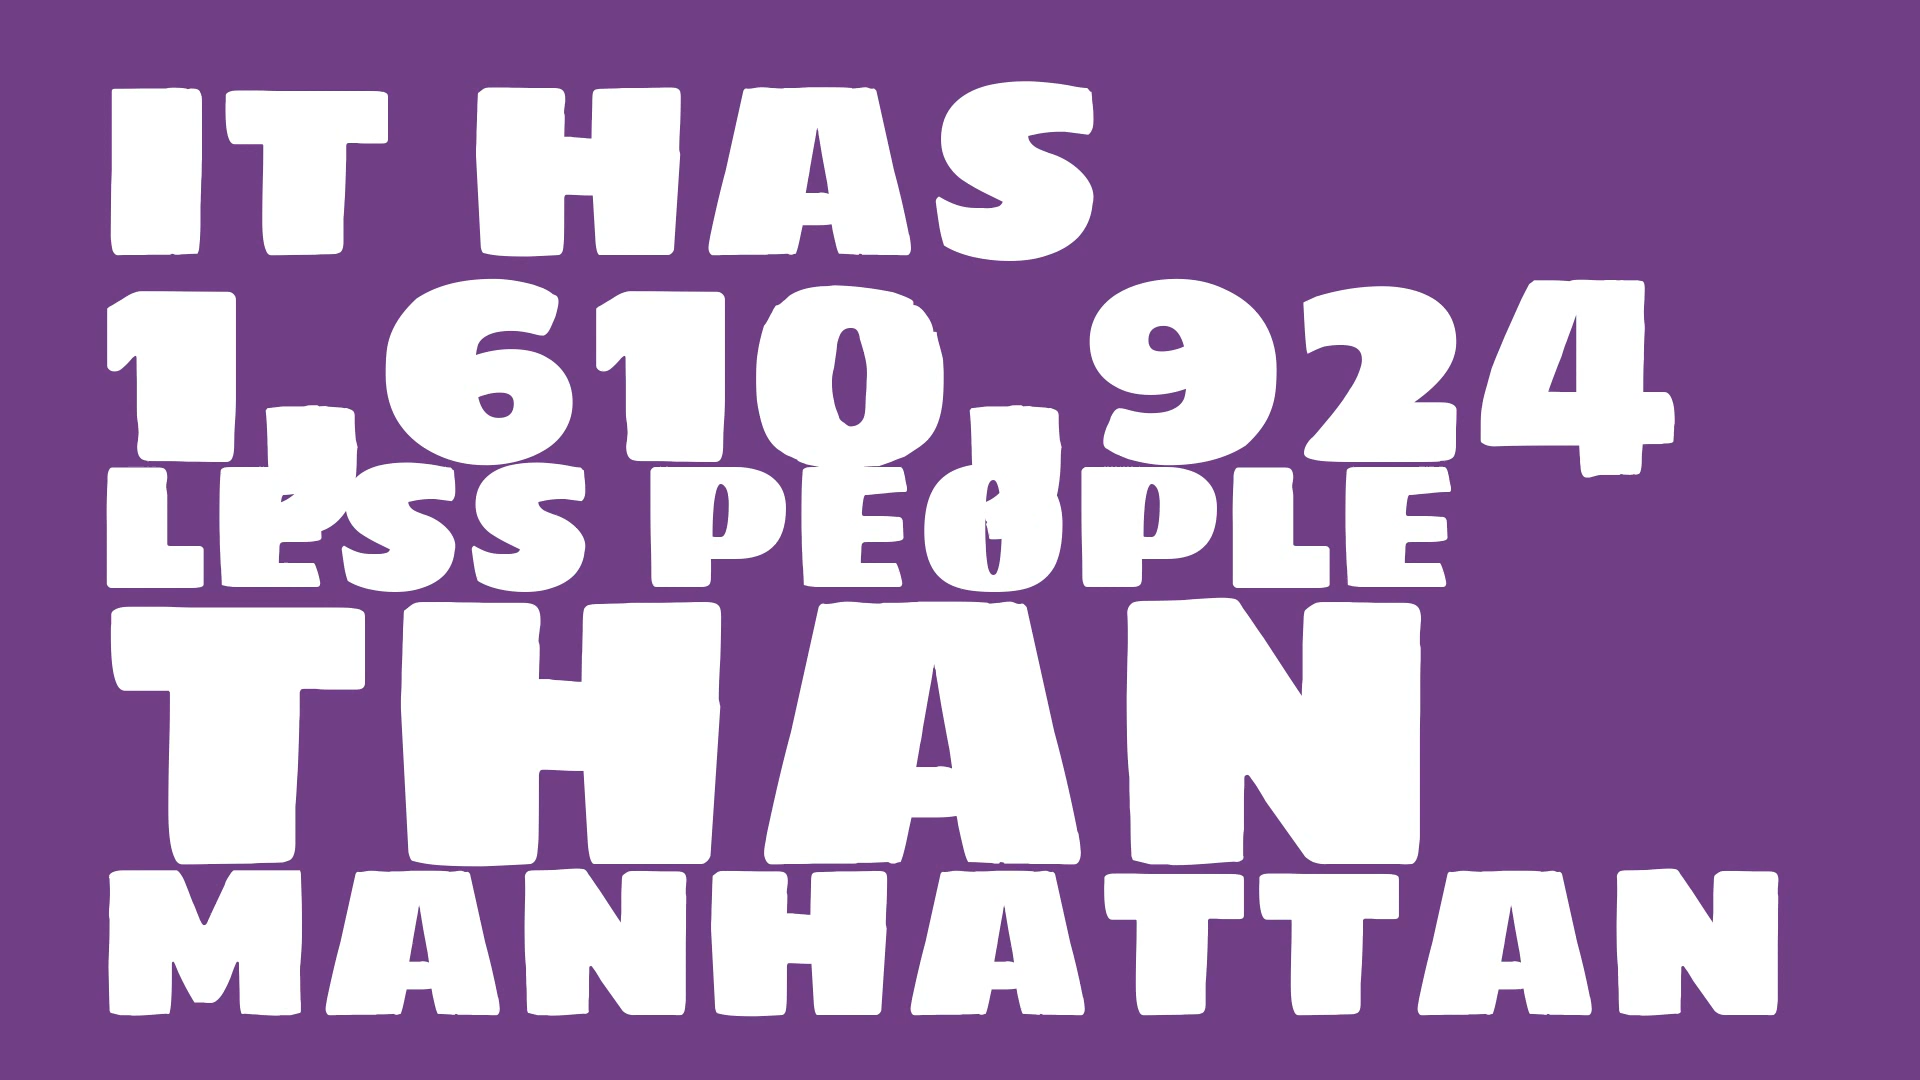 IT HAS
1,610,924
LESS PEOPLE
THAN
MANHATTAN